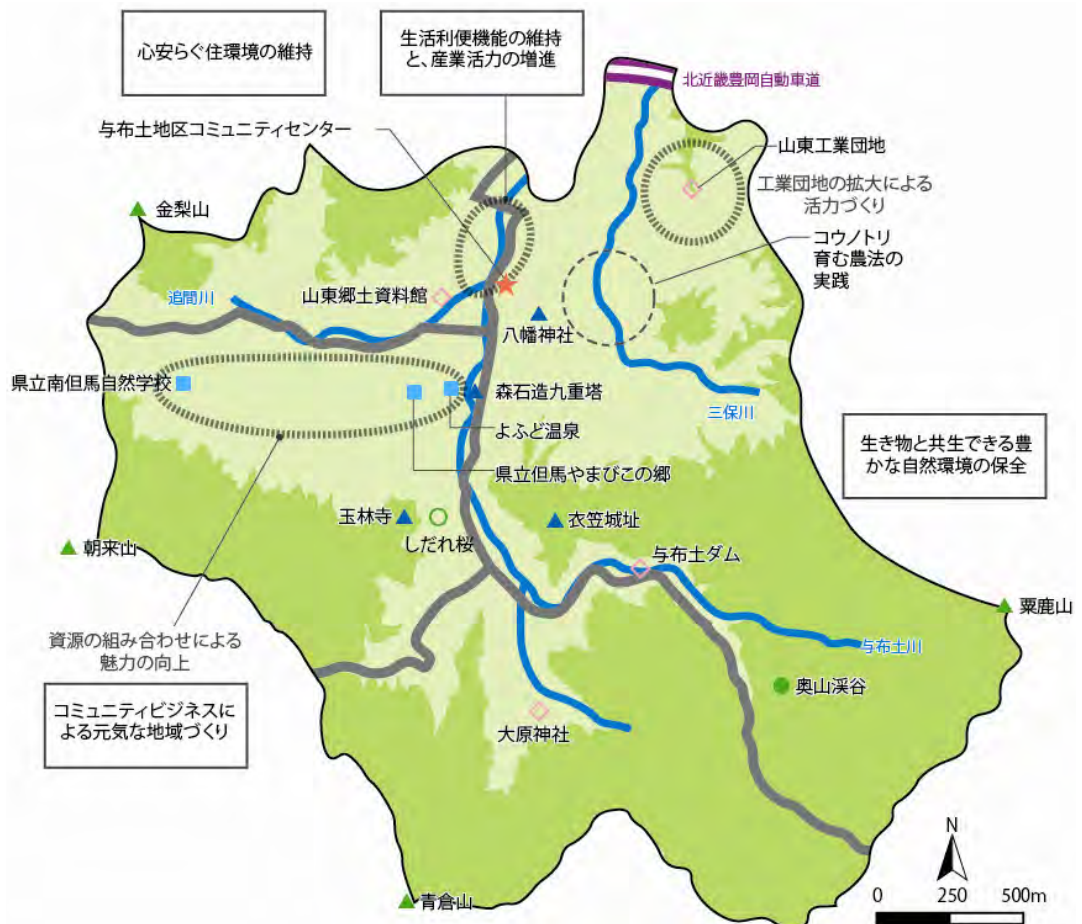 心安らぐ住環境の維持
生活利便機能の維持
と、産業活力の増進
北近畿豊岡自動車道
与布土地区コミュニティセンター
山東工業団地
工業団地の拡大による
活力づくり
金梨山
コウノトリ
育む農法の
実践
追間川
山東郷土資料館
八幡神社
県立南但馬自然学校
森石造九重塔
三保川
よふど温泉
生き物と共生できる豊
かな自然環境の保全
県立但馬やまびこの郷
玉林寺
しだれ桜
衣笠城址
朝来山
与布土ダム
粟鹿山
資源の組み合わせによる
魅力の向上
与布土川
コミュニティビジネスに
よる元気な地域づくり
奥山渓谷
大原神社
N
青倉山
0 250 500m